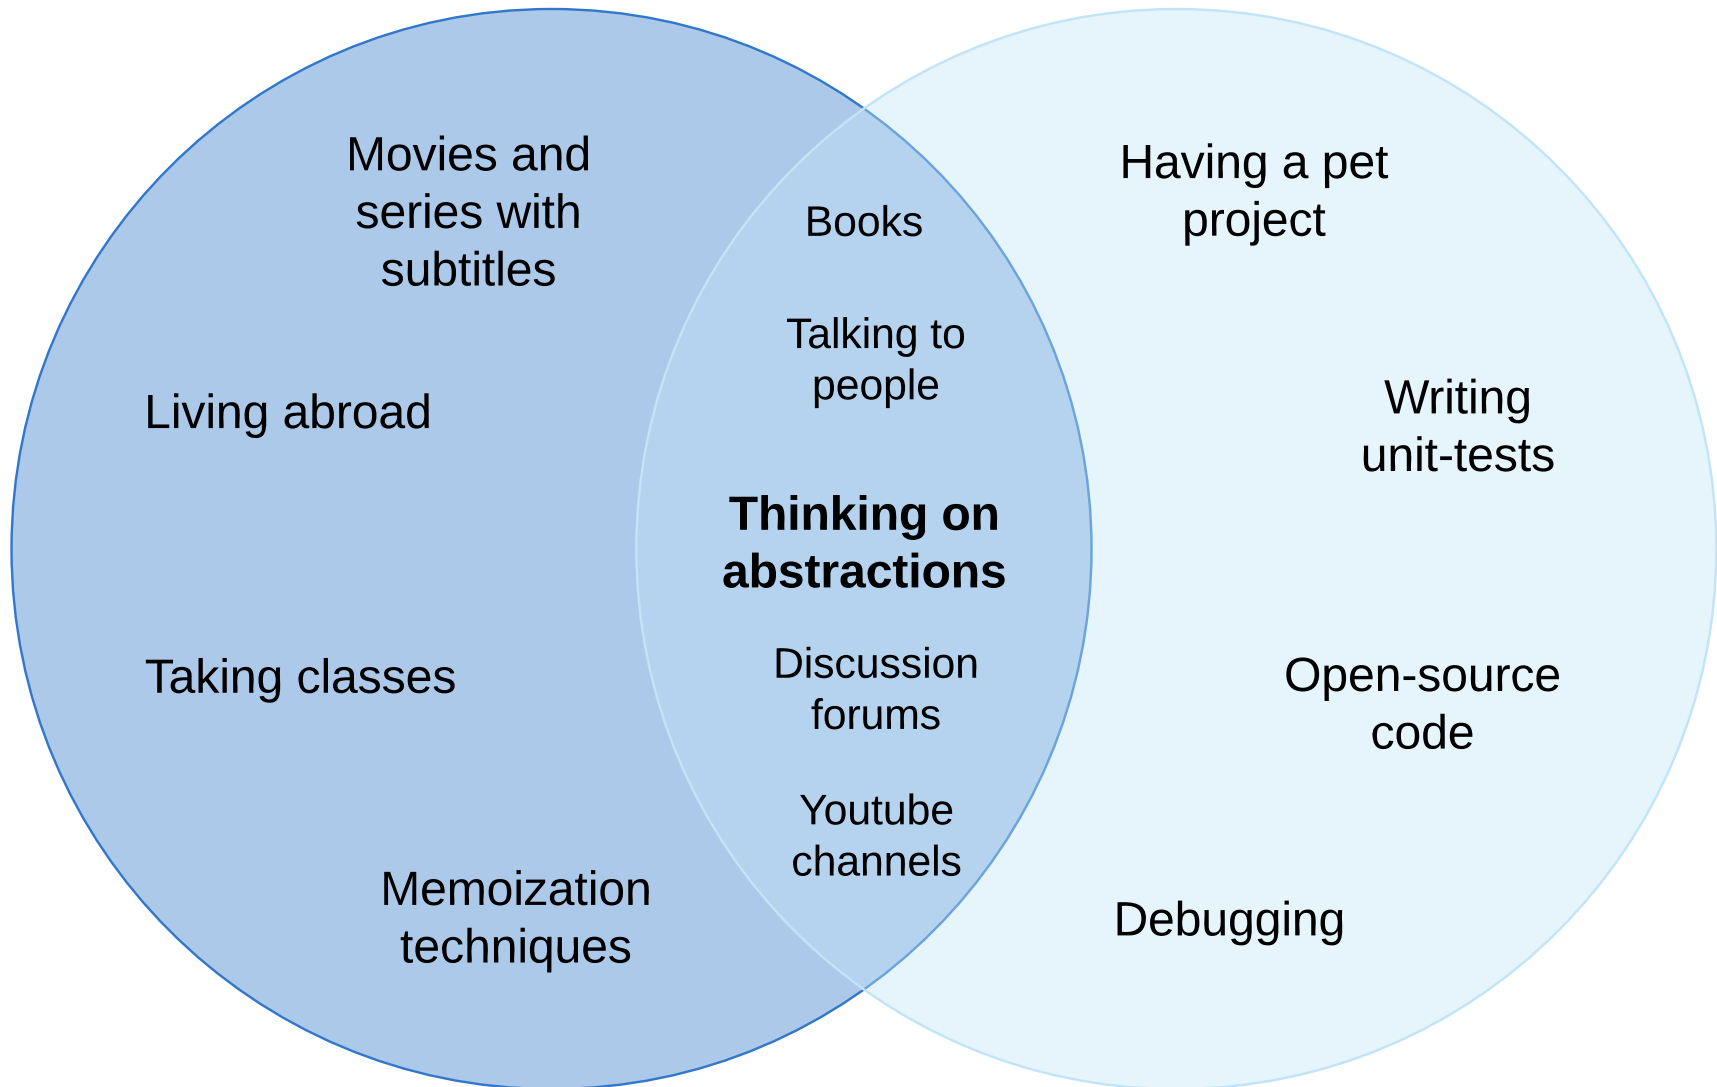 Movies and
series with
subtitles
Living abroad
Taking classes
Memoization
techniques
Books
Talking to
people
Thinking on
abstractions
Discussion
forums
Youtube
channels
Having a pet
project
Writing
unit-tests
Open-source
code
Debugging